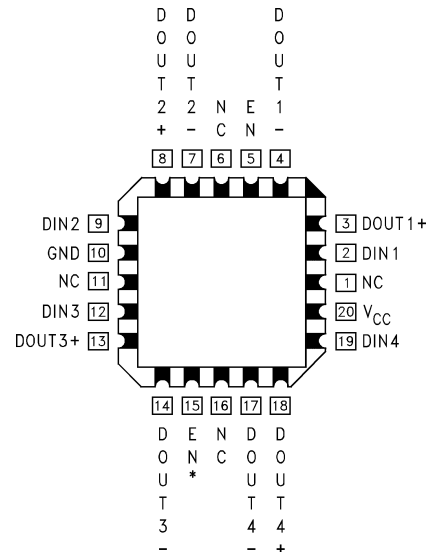 DOUT2+
DOUT2-
NC
EN
DOUT1-
8
7
6
5
4
DIN2 9
GND 10
NC 11
DIN3 12
DOUT3+ 13
3 DOUT1+
2 DIN1
1 NC
20 VCC
19 DIN4
14
15
16
17
18
DOUT3-
EN*
NC
DOUT4-
DOUT4+